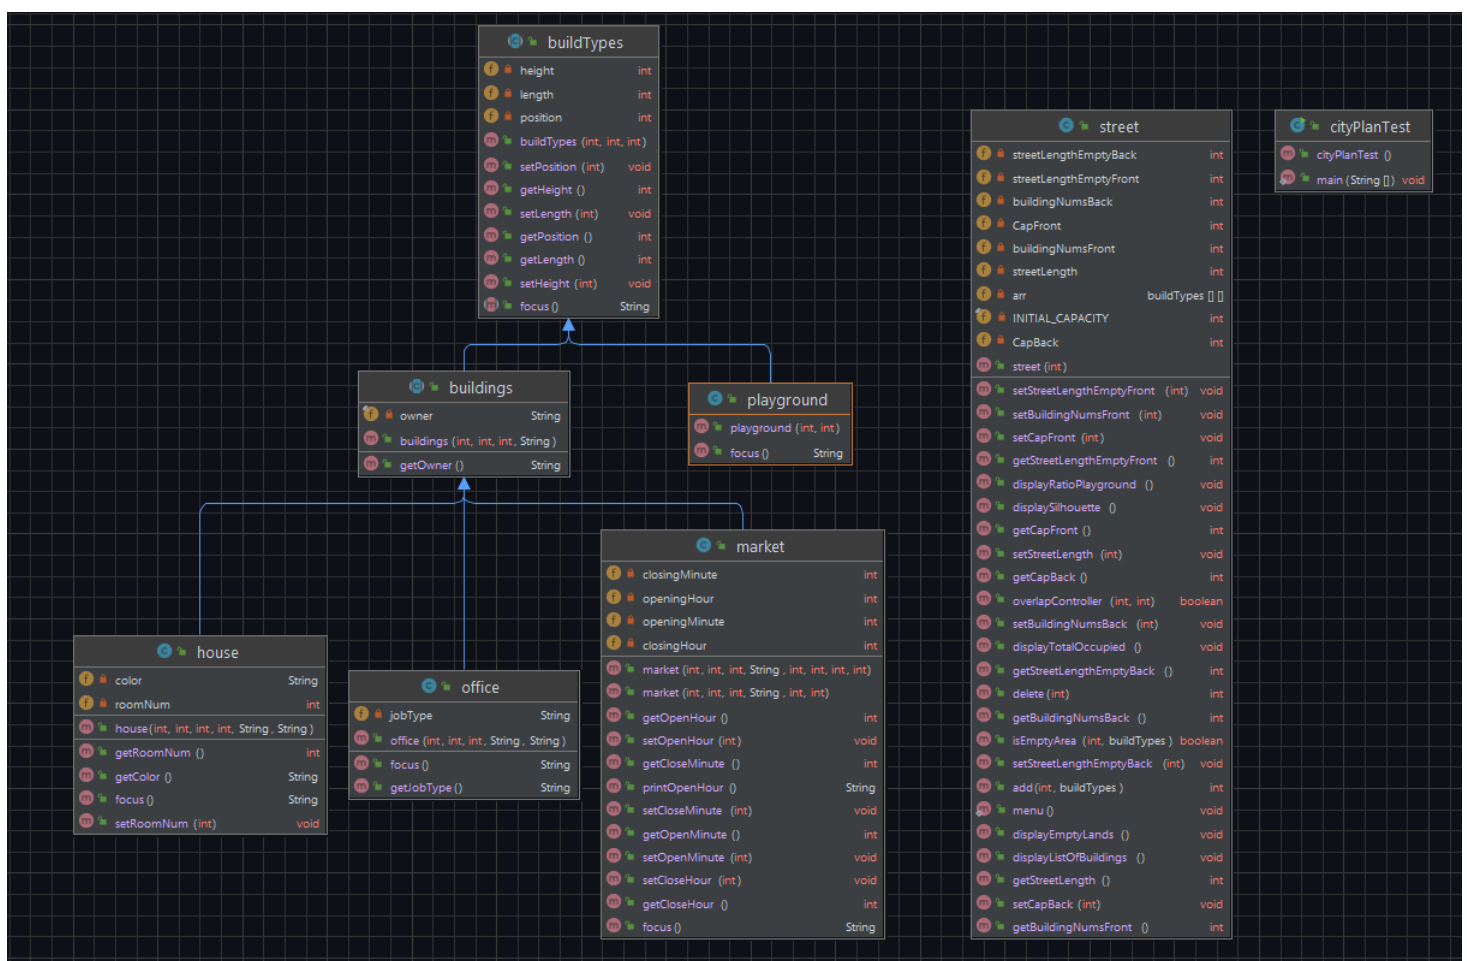 buildTypes
height int
length int
position int
buildTypes (int, int, int)
setPosition (int) void
getHeight () int
setLength (int) void
getPosition () int
getLength () int
setHeight (int) void
focus () String
buildings
owner String
buildings (int, int, int, String)
getOwner () String
playground
playground (int, int)
focus () String
house
color String
roomNum int
house (int, int, int, int, String, String)
getRoomNum () int
getColor () String
focus () String
setRoomNum (int) void
office
jobType String
office (int, int, int, String, String)
focus () String
getJobType () String
market
closingMinute int
openingHour int
openingMinute int
closingHour int
market (int, int, int, String, int, int, int, int)
market (int, int, int, String, int, int)
getOpenHour () int
setOpenHour (int) void
getCloseMinute () int
printOpenHour () String
setCloseMinute (int) void
getOpenMinute () int
setOpenMinute (int) void
setCloseHour (int) void
getCloseHour () int
focus () String
street
streetLengthEmptyBack int
streetLengthEmptyFront int
buildingNumsBack int
CapFront int
buildingNumsFront int
streetLength int
arr buildTypes [] []
INITIAL_CAPACITY int
CapBack int
street (int)
setStreetLengthEmptyFront (int) void
setBuildingNumsFront (int) void
setCapFront (int) void
getStreetLengthEmptyFront () int
displayRatioPlayground () void
displaySilhouette () void
getCapFront () int
setStreetLength (int) void
getCapBack () int
overlapController (int, int) boolean
setBuildingNumsBack (int) void
displayTotalOccupied () void
getStreetLengthEmptyBack () int
delete (int) int
getBuildingNumsBack () int
isEmptyArea (int, buildTypes) boolean
setStreetLengthEmptyBack (int) void
add (int, buildTypes) int
menu () void
displayEmptyLands () void
displayListOfBuildings () void
getStreetLength () int
setCapBack (int) void
getBuildingNumsFront () int
cityPlanTest
cityPlanTest ()
main (String []) void